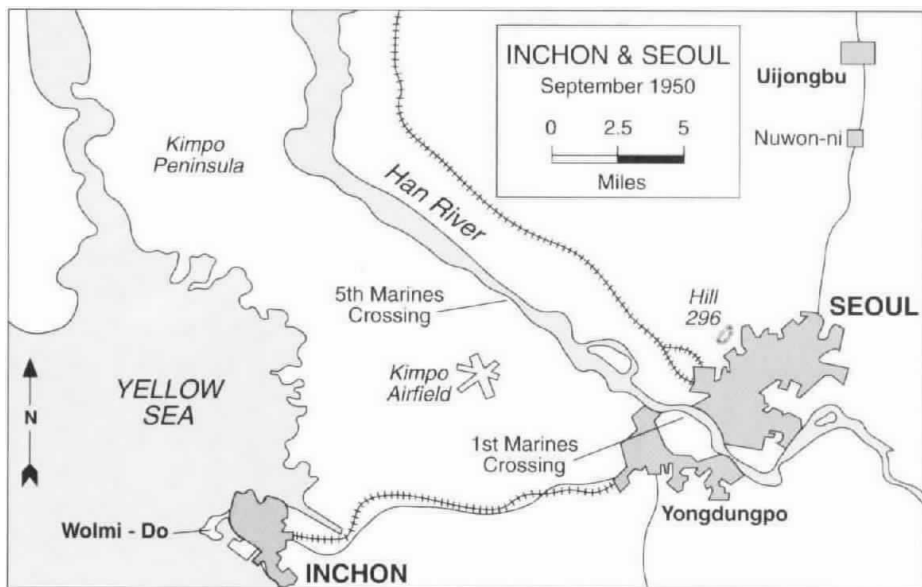 INCHON & SEOUL
September 1950
0 2.5 5
Miles
Uijongbu
Nuwon-ni
Kimpo
Peninsula
Han River
5th Marines
Crossing
Hill
296
SEOUL
Kimpo
Airfield
YELLOW
SEA
N
1st Marines
Crossing
Yongdungpo
Wolmi - Do
INCHON